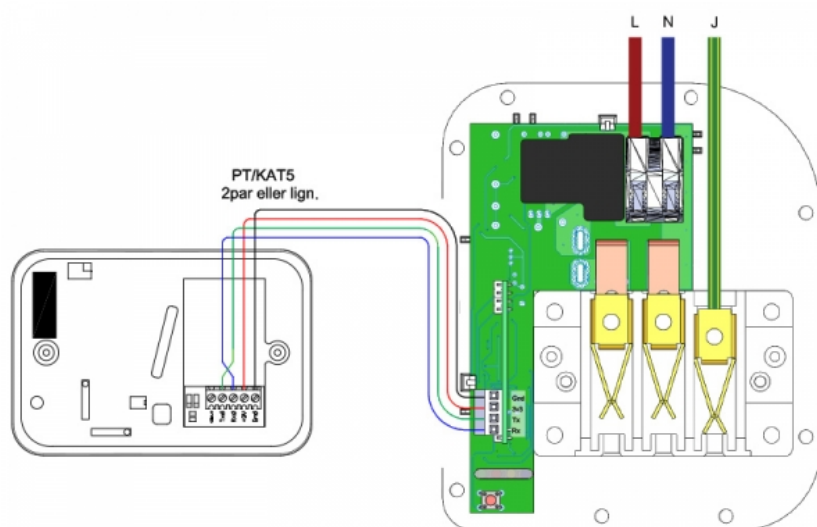 L N J
PT/KAT5
2par eller lign.
Gnd
3v3
Tx
Rx